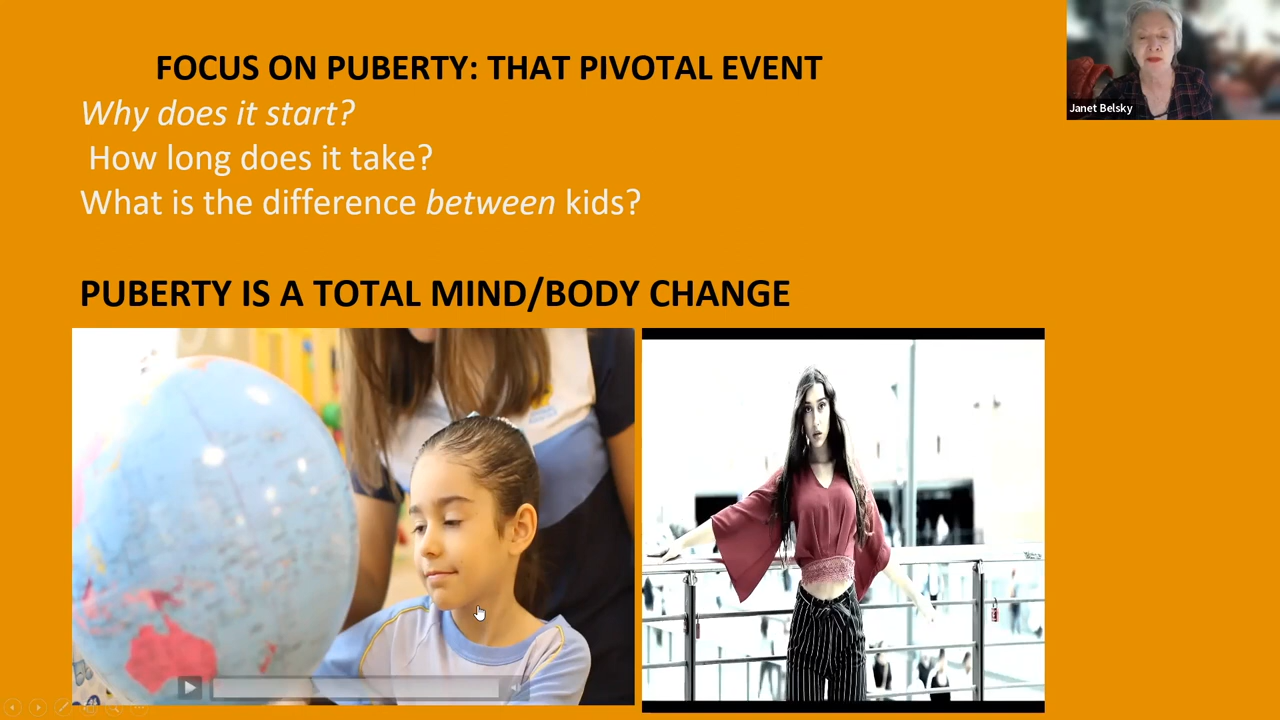 FOCUS ON PUBERTY: THAT PIVOTAL EVENT
Why does it start?
How long does it take?
What is the difference between kids?
PUBERTY IS A TOTAL MIND/BODY CHANGE
Janet Belsky